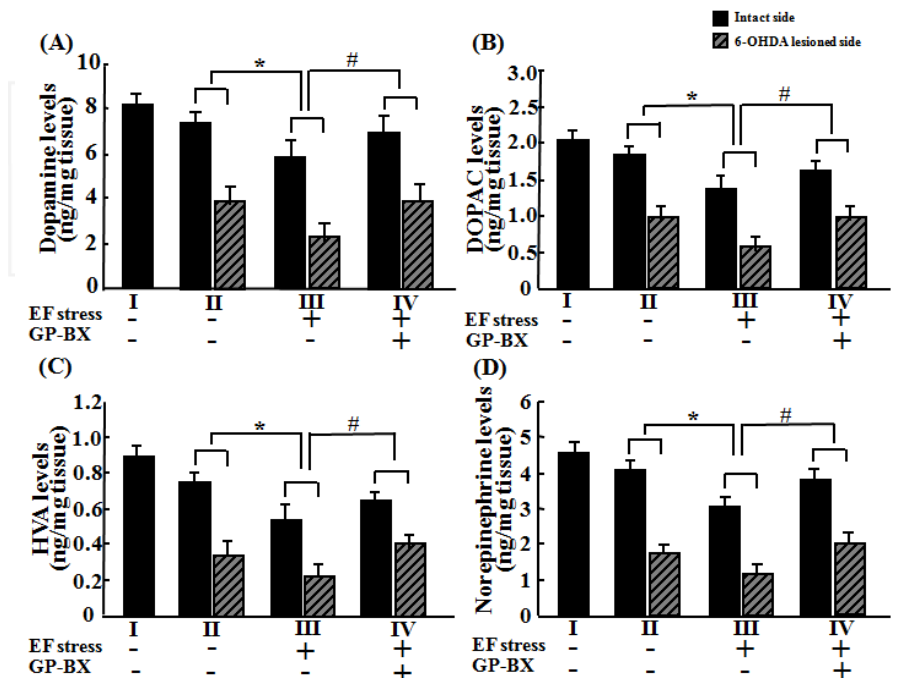 Intact side
6-OHDA lesioned side
(A)
Dopamine levels
(ng/mg tissue)
10
8
6
4
2
0
* #
I II III IV
EF stress - - + +
GP-BX - - - +
(B)
DOPAC levels
(ng/mg tissue)
3.0
2.5
2.0
1.5
1.0
0.5
0
* #
I II III IV
EF stress - - + +
GP-BX - - - +
(C)
HVA levels
(ng/mg tissue)
1.2
1.0
0.8
0.6
0.4
0.2
0
* #
I II III IV
EF stress - - + +
GP-BX - - - +
(D)
Norepinephrine levels
(ng/mg tissue)
6
5
4
3
2
1
0
* #
I II III IV
EF stress - - + +
GP-BX - - - +